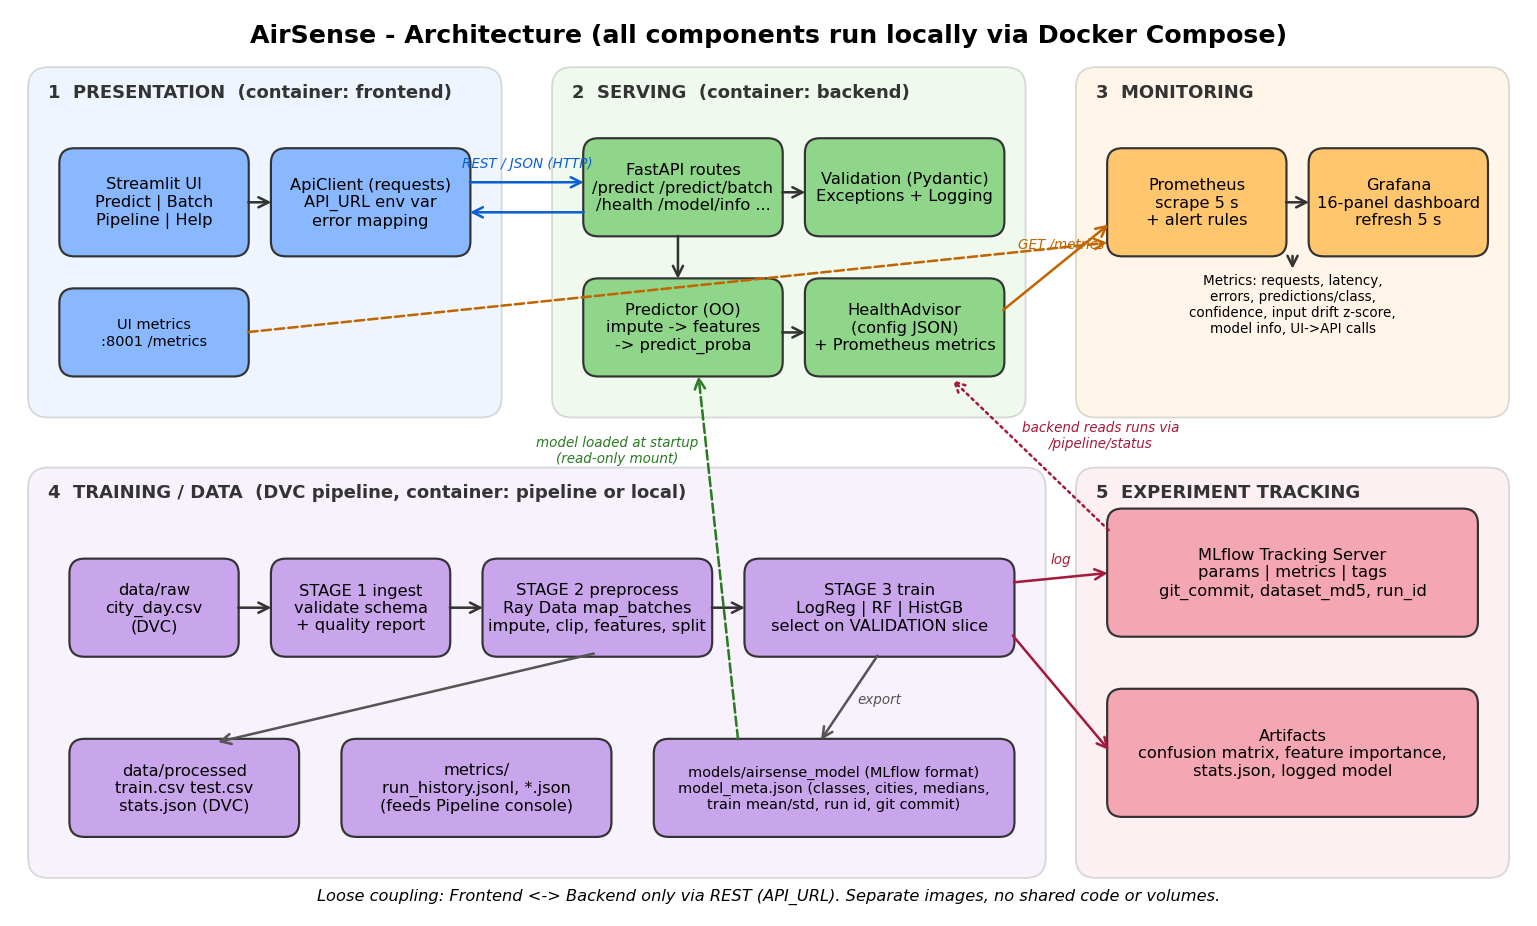 AirSense - Architecture (all components run locally via Docker Compose)
1  PRESENTATION  (container: frontend)
Streamlit UI
Predict | Batch
Pipeline | Help
ApiClient (requests)
API_URL env var
error mapping
UI metrics
:8001 /metrics
REST / JSON (HTTP)
2  SERVING  (container: backend)
FastAPI routes
/predict /predict/batch
/health /model/info ...
Validation (Pydantic)
Exceptions + Logging
Predictor (OO)
impute -> features
-> predict_proba
HealthAdvisor
(config JSON)
+ Prometheus metrics
GET /metrics
3  MONITORING
Prometheus
scrape 5 s
+ alert rules
Grafana
16-panel dashboard
refresh 5 s
Metrics: requests, latency,
errors, predictions/class,
confidence, input drift z-score,
model info, UI->API calls
model loaded at startup
(read-only mount)
backend reads runs via
/pipeline/status
4  TRAINING / DATA  (DVC pipeline, container: pipeline or local)
data/raw
city_day.csv
(DVC)
STAGE 1 ingest
validate schema
+ quality report
STAGE 2 preprocess
Ray Data map_batches
impute, clip, features, split
STAGE 3 train
LogReg | RF | HistGB
select on VALIDATION slice
log
export
data/processed
train.csv test.csv
stats.json (DVC)
metrics/
run_history.jsonl, *.json
(feeds Pipeline console)
models/airsense_model (MLflow format)
model_meta.json (classes, cities, medians,
train mean/std, run id, git commit)
5  EXPERIMENT TRACKING
MLflow Tracking Server
params | metrics | tags
git_commit, dataset_md5, run_id
Artifacts
confusion matrix, feature importance,
stats.json, logged model
Loose coupling: Frontend <-> Backend only via REST (API_URL). Separate images, no shared code or volumes.